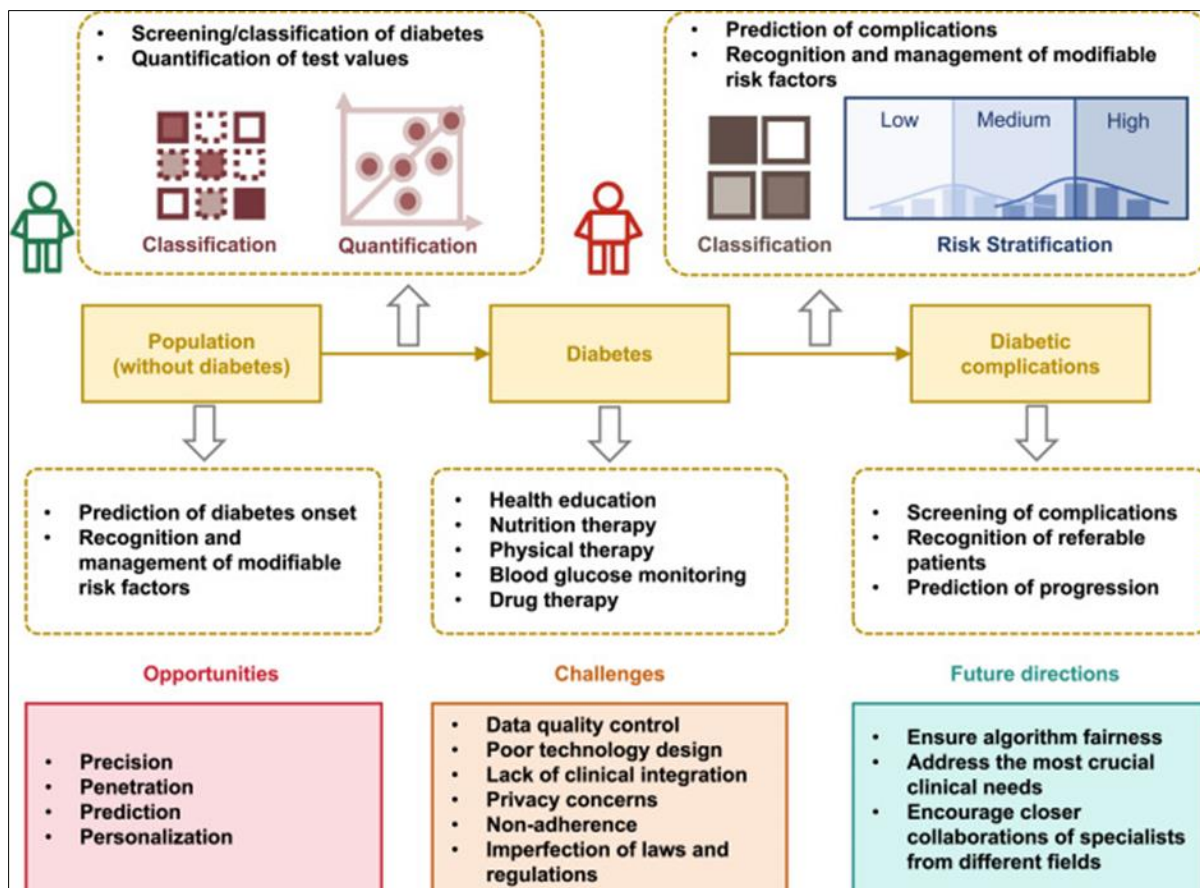 • Screening/classification of diabetes
• Quantification of test values
Classification
Quantification
• Prediction of complications
• Recognition and management of modifiable
risk factors
Low
Medium
High
Classification
Risk Stratification
Population
(without diabetes)
Diabetes
Diabetic
complications
• Prediction of diabetes onset
• Recognition and
management of modifiable
risk factors
• Health education
• Nutrition therapy
• Physical therapy
• Blood glucose monitoring
• Drug therapy
• Screening of complications
• Recognition of referable
patients
• Prediction of progression
Opportunities
• Precision
• Penetration
• Prediction
• Personalization
Challenges
• Data quality control
• Poor technology design
• Lack of clinical integration
• Privacy concerns
• Non-adherence
• Imperfection of laws and
regulations
Future directions
• Ensure algorithm fairness
• Address the most crucial
clinical needs
• Encourage closer
collaborations of specialists
from different fields